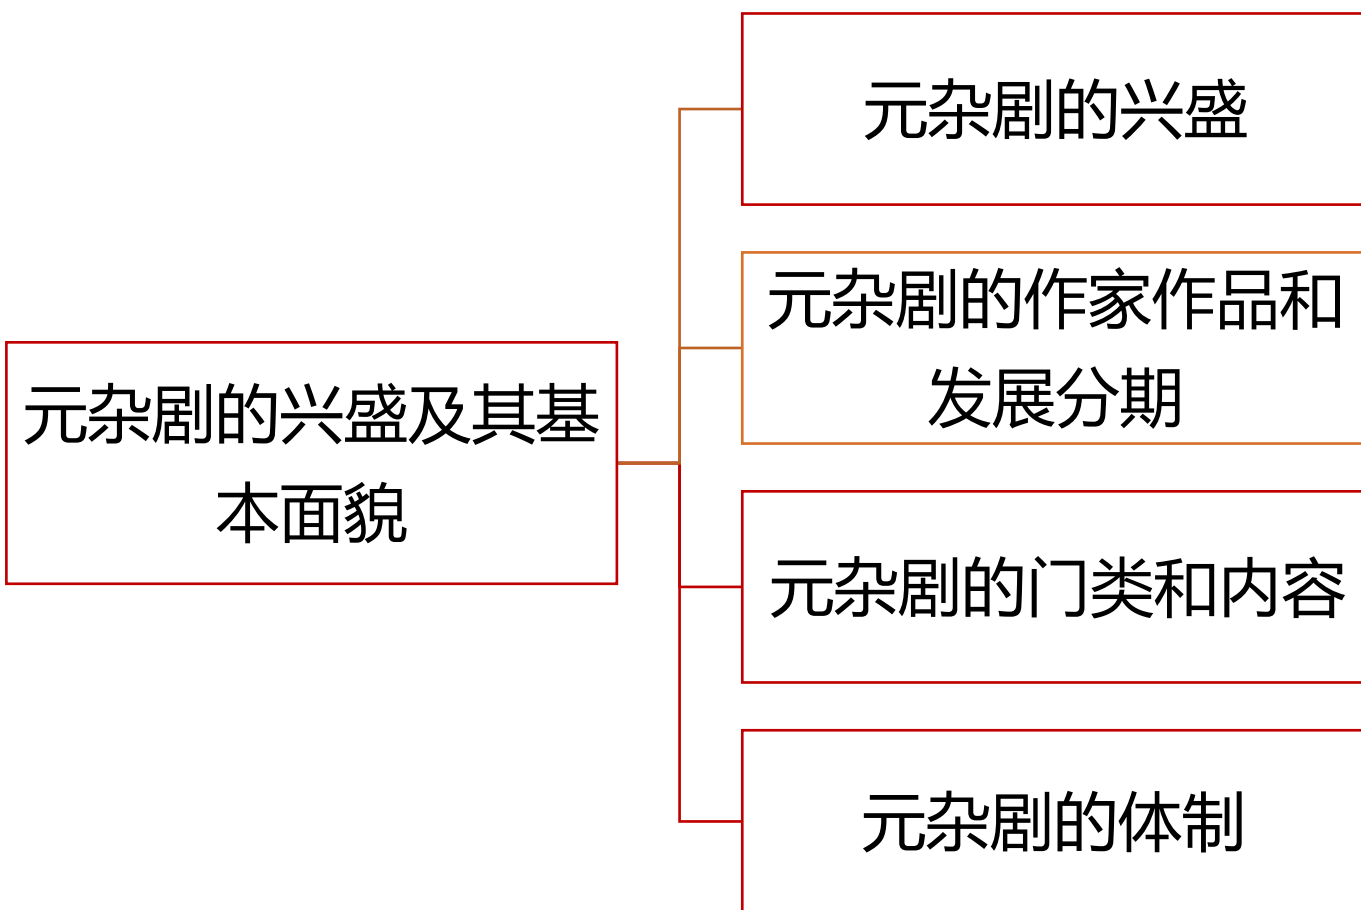 元杂剧的兴盛及其基
本面貌
元杂剧的兴盛
元杂剧的作家作品和
发展分期
元杂剧的门类和内容
元杂剧的体制